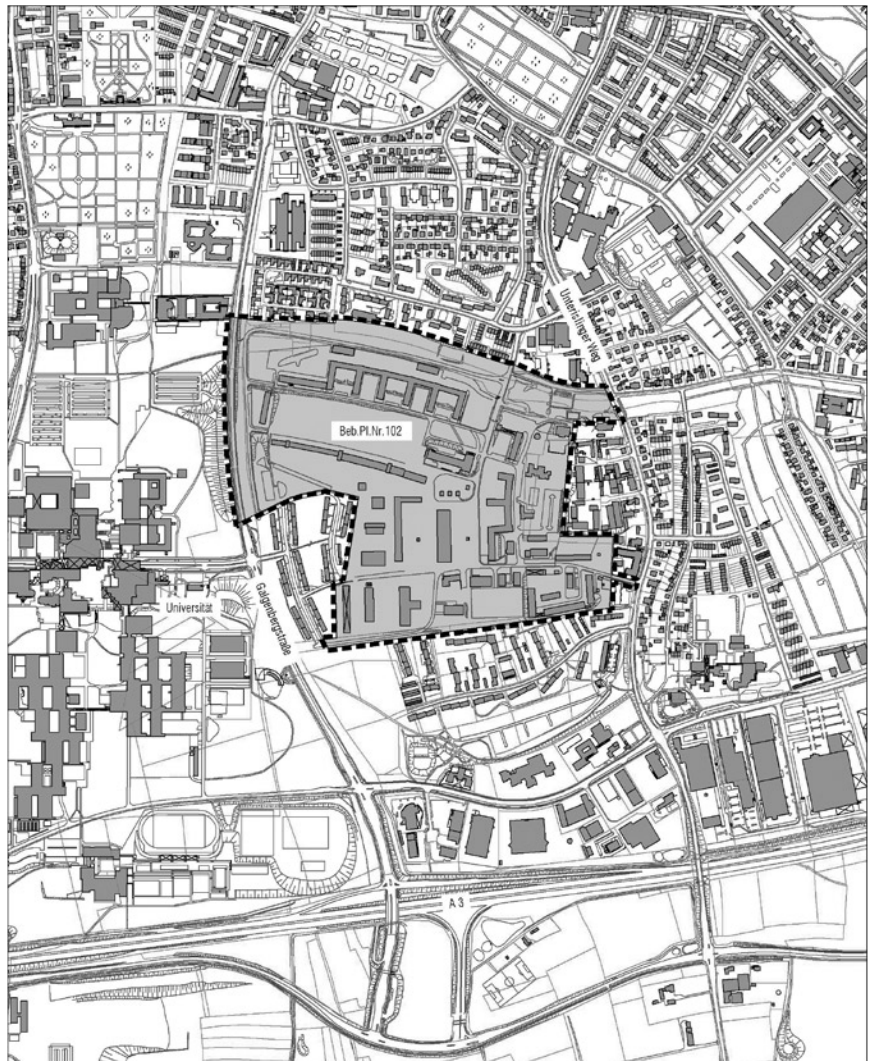 Unterislinger Weg
Beb.Pl.Nr.102
Universität
Galgenbergstraße
A 3